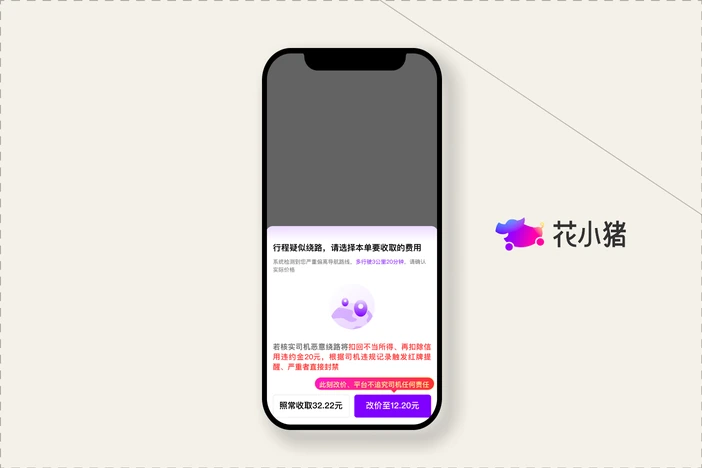 行程疑似绕路，请选择本单要收取的费用
系统检测到您严重偏离导航路线，多行驶3公里20分钟，请确认
实际价格
若核实司机恶意绕路将扣回不当所得、再扣除信
用违约金20元，根据司机违规记录触发红牌提
醒、严重者直接封禁
此刻改价、平台不追究司机任何责任
照常收取32.22元
改价至12.20元
花小猪